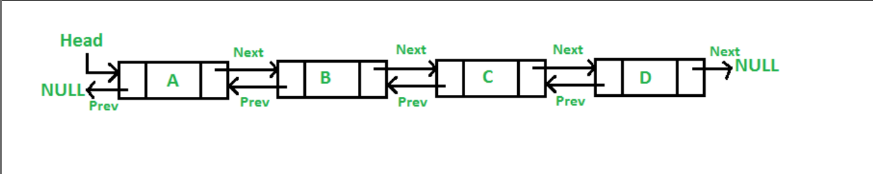 Head
Next Next Next Next
A B C D NULL
NULL
Prev Prev Prev Prev